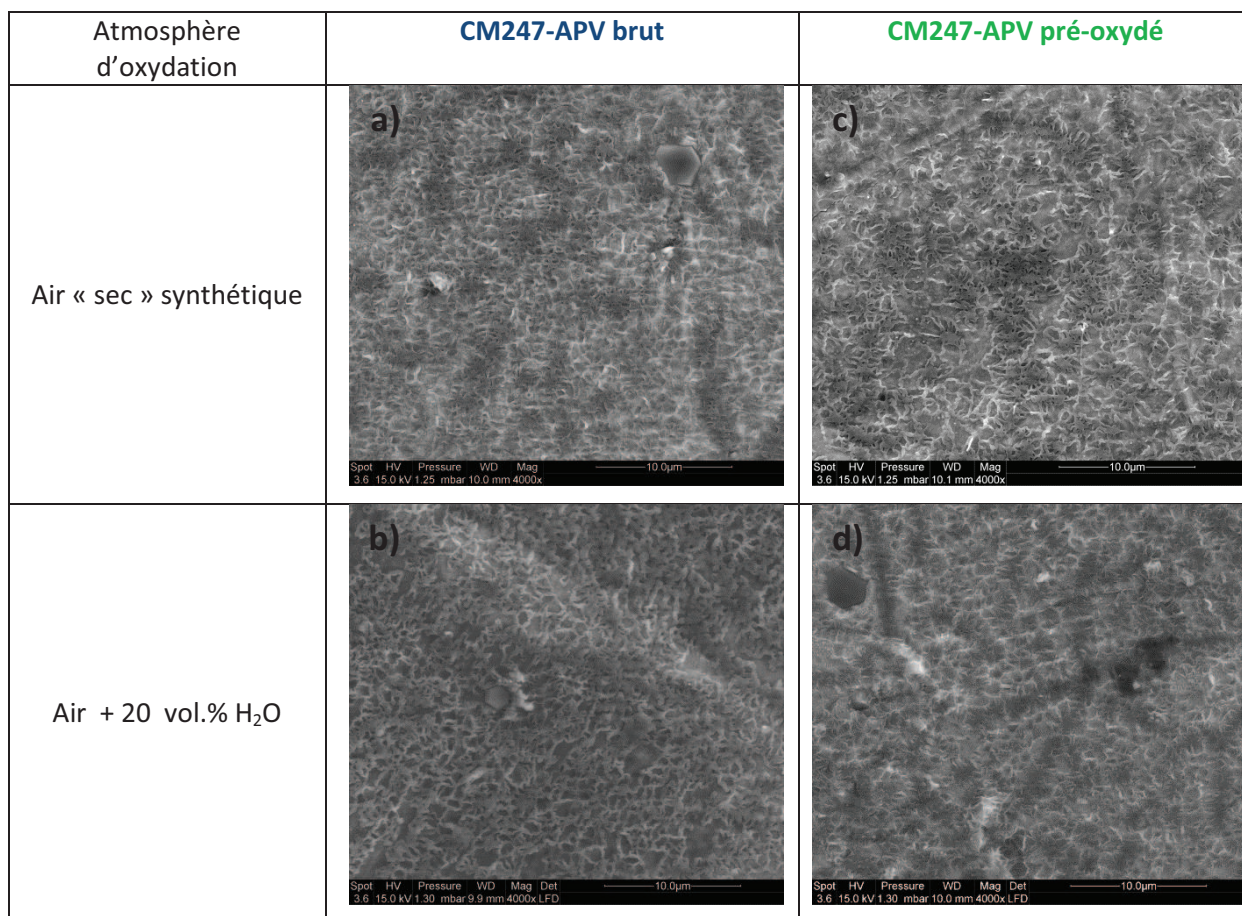 Atmosphère
d’oxydation
CM247-APV brut
CM247-APV pré-oxydé
Air « sec » synthétique
a)
Spot HV Pressure WD Mag 10.0µm
3.6 15.0 kV 1.25 mbar 10.0 mm 4000x
c)
Spot HV Pressure WD Mag 10.0µm
3.6 15.0 kV 1.25 mbar 10.1 mm 4000x
Air + 20 vol.% H₂O
b)
Spot HV Pressure WD Mag Det 10.0µm
3.6 15.0 kV 1.30 mbar 9.9 mm 4000x LFD
d)
Spot HV Pressure WD Mag Det 10.0µm
3.6 15.0 kV 1.30 mbar 10.0 mm 4000x LFD